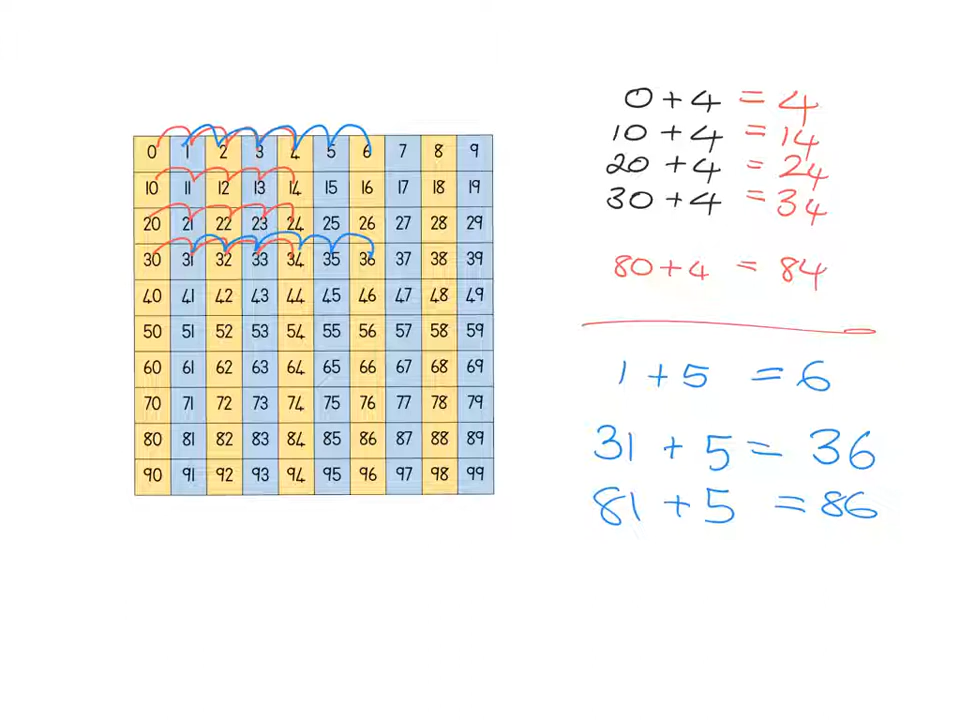 0 1 2 3 4 5 6 7 8 9
10 11 12 13 14 15 16 17 18 19
20 21 22 23 24 25 26 27 28 29
30 31 32 33 34 35 36 37 38 39
40 41 42 43 44 45 46 47 48 49
50 51 52 53 54 55 56 57 58 59
60 61 62 63 64 65 66 67 68 69
70 71 72 73 74 75 76 77 78 79
80 81 82 83 84 85 86 87 88 89
90 91 92 93 94 95 96 97 98 99
0 + 4 = 4
10 + 4 = 14
20 + 4 = 24
30 + 4 = 34
80 + 4 = 84
1 + 5 = 6
31 + 5 = 36
81 + 5 = 86